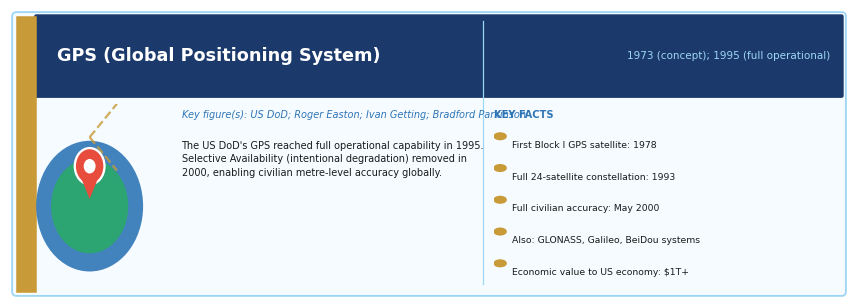 GPS (Global Positioning System)
1973 (concept); 1995 (full operational)
Key figure(s): US DoD; Roger Easton; Ivan Getting; Bradford Parkinson
The US DoD's GPS reached full operational capability in 1995.
Selective Availability (intentional degradation) removed in
2000, enabling civilian metre-level accuracy globally.
KEY FACTS
First Block I GPS satellite: 1978
Full 24-satellite constellation: 1993
Full civilian accuracy: May 2000
Also: GLONASS, Galileo, BeiDou systems
Economic value to US economy: $1T+